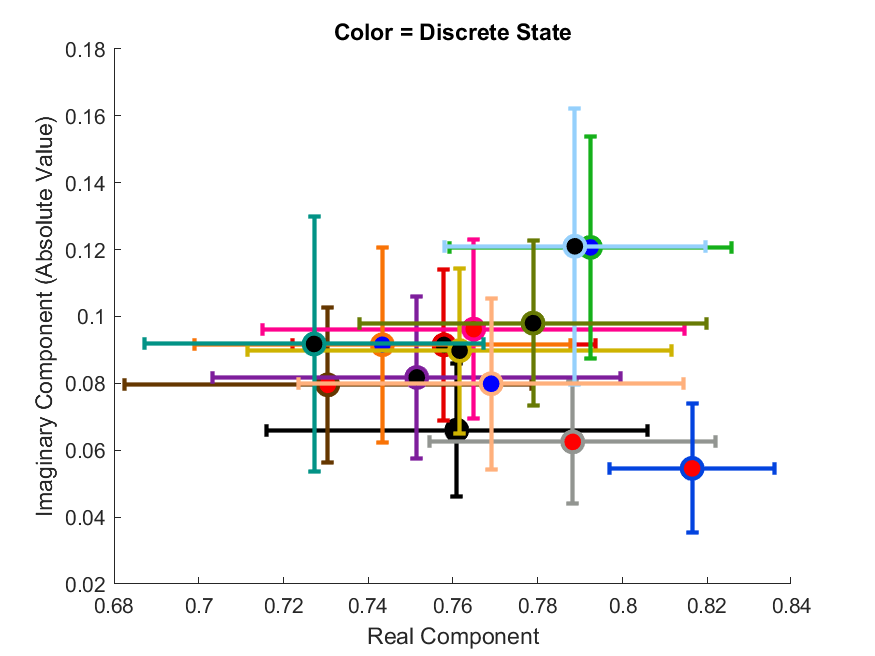 Color = Discrete State
0.18
0.16
0.14
0.12
0.1
0.08
0.06
0.04
0.02
Imaginary Component (Absolute Value)
0.68 0.7 0.72 0.74 0.76 0.78 0.8 0.82 0.84
Real Component